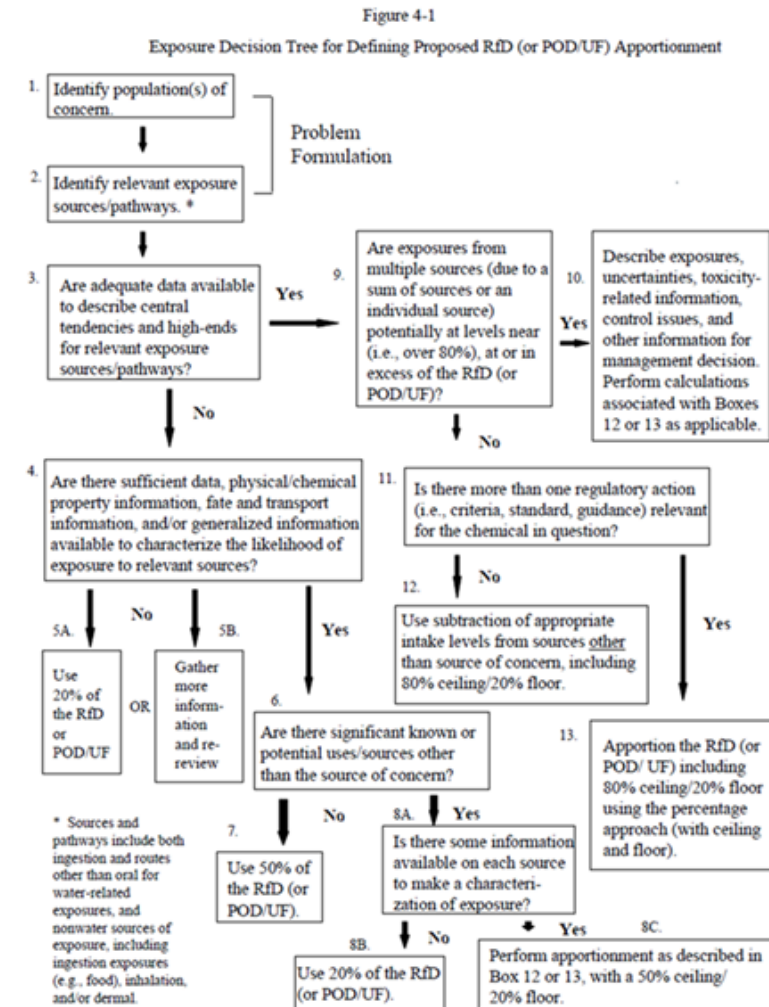 Figure 4-1
Exposure Decision Tree for Defining Proposed RfD (or POD/UF) Apportionment
1.
Identify population(s) of
concern.
Problem
Formulation
2.
Identify relevant exposure
sources/pathways. *
3.
Are adequate data available
to describe central
tendencies and high-ends
for relevant exposure
sources/pathways?
Yes
No
9.
Are exposures from
multiple sources (due to a
sum of sources or an
individual source)
potentially at levels near
(i.e., over 80%), at or in
excess of the RfD (or
POD/UF)?
Yes
No
10.
Describe exposures,
uncertainties, toxicity-
related information,
control issues, and
other information for
management decision.
Perform calculations
associated with Boxes
12 or 13 as applicable.
4.
Are there sufficient data, physical/chemical
property information, fate and transport
information, and/or generalized information
available to characterize the likelihood of
exposure to relevant sources?
No
Yes
11.
Is there more than one regulatory action
(i.e., criteria, standard, guidance) relevant
for the chemical in question?
No
Yes
5A.
Use
20% of
the RfD
or
POD/UF
OR
5B.
Gather
more
inform-
ation
and re-
review
12.
Use subtraction of appropriate
intake levels from sources other
than source of concern, including
80% ceiling/20% floor.
6.
Are there significant known or
potential uses/sources other
than the source of concern?
No
Yes
13.
Apportion the RfD (or
POD/ UF) including
80% ceiling/20% floor
using the percentage
approach (with ceiling
and floor).
7.
Use 50% of
the RfD (or
POD/UF).
8A.
Is there some information
available on each source
to make a characteri-
zation of exposure?
No
Yes
8B.
Use 20% of the RfD
(or POD/UF).
8C.
Perform apportionment as described in
Box 12 or 13, with a 50% ceiling/
20% floor.
* Sources and
pathways include both
ingestion and routes
other than oral for
water-related
exposures, and
nonwater sources of
exposure, including
ingestion exposures
(e.g., food), inhalation,
and/or dermal.